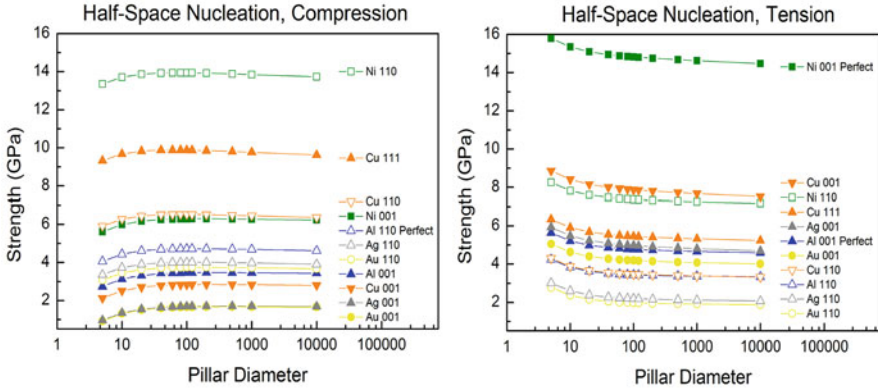 Half-Space Nucleation, Compression
Strength (GPa)
16
14
12
10
8
6
4
2
1 10 100 1000 10000 100000
Pillar Diameter
Ni 110
Cu 111
Cu 110
Ni 001
Al 110 Perfect
Ag 110
Au 110
Al 001
Cu 001
Ag 001
Au 001
Half-Space Nucleation, Tension
Strength (GPa)
16
14
12
10
8
6
4
2
1 10 100 1000 10000 100000
Pillar Diameter
Ni 001 Perfect
Cu 001
Ni 110
Cu 111
Ag 001
Al 001 Perfect
Au 001
Cu 110
Al 110
Ag 110
Au 110